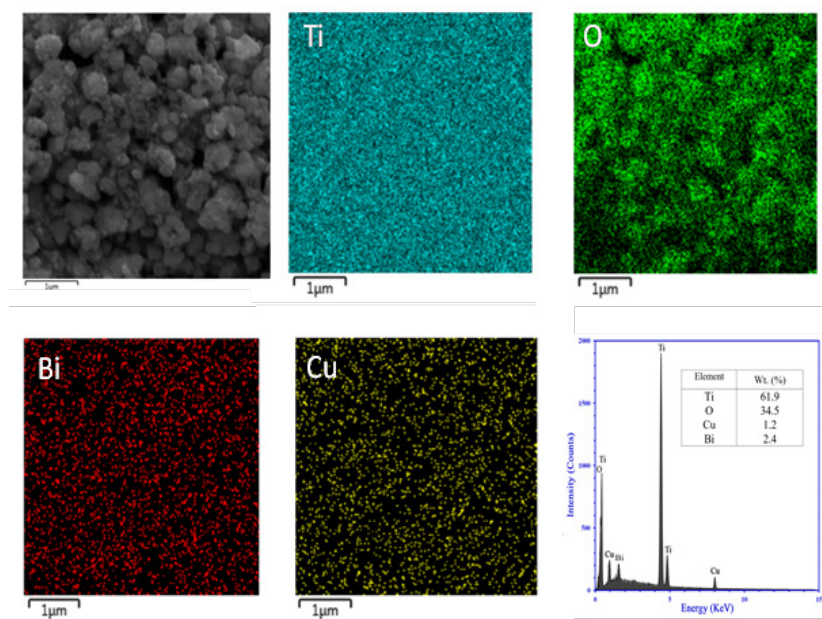 Ti
O
1um
1μm
1μm
Bi
Cu
1μm
1μm
2000
1500
1000
500
0
0
5
10
15
Intensity (Counts)
Energy (KeV)
Ti
Ti
O
Cu
Bi
Ti
Cu
Element Wt. (%)
Ti 61.9
O 34.5
Cu 1.2
Bi 2.4